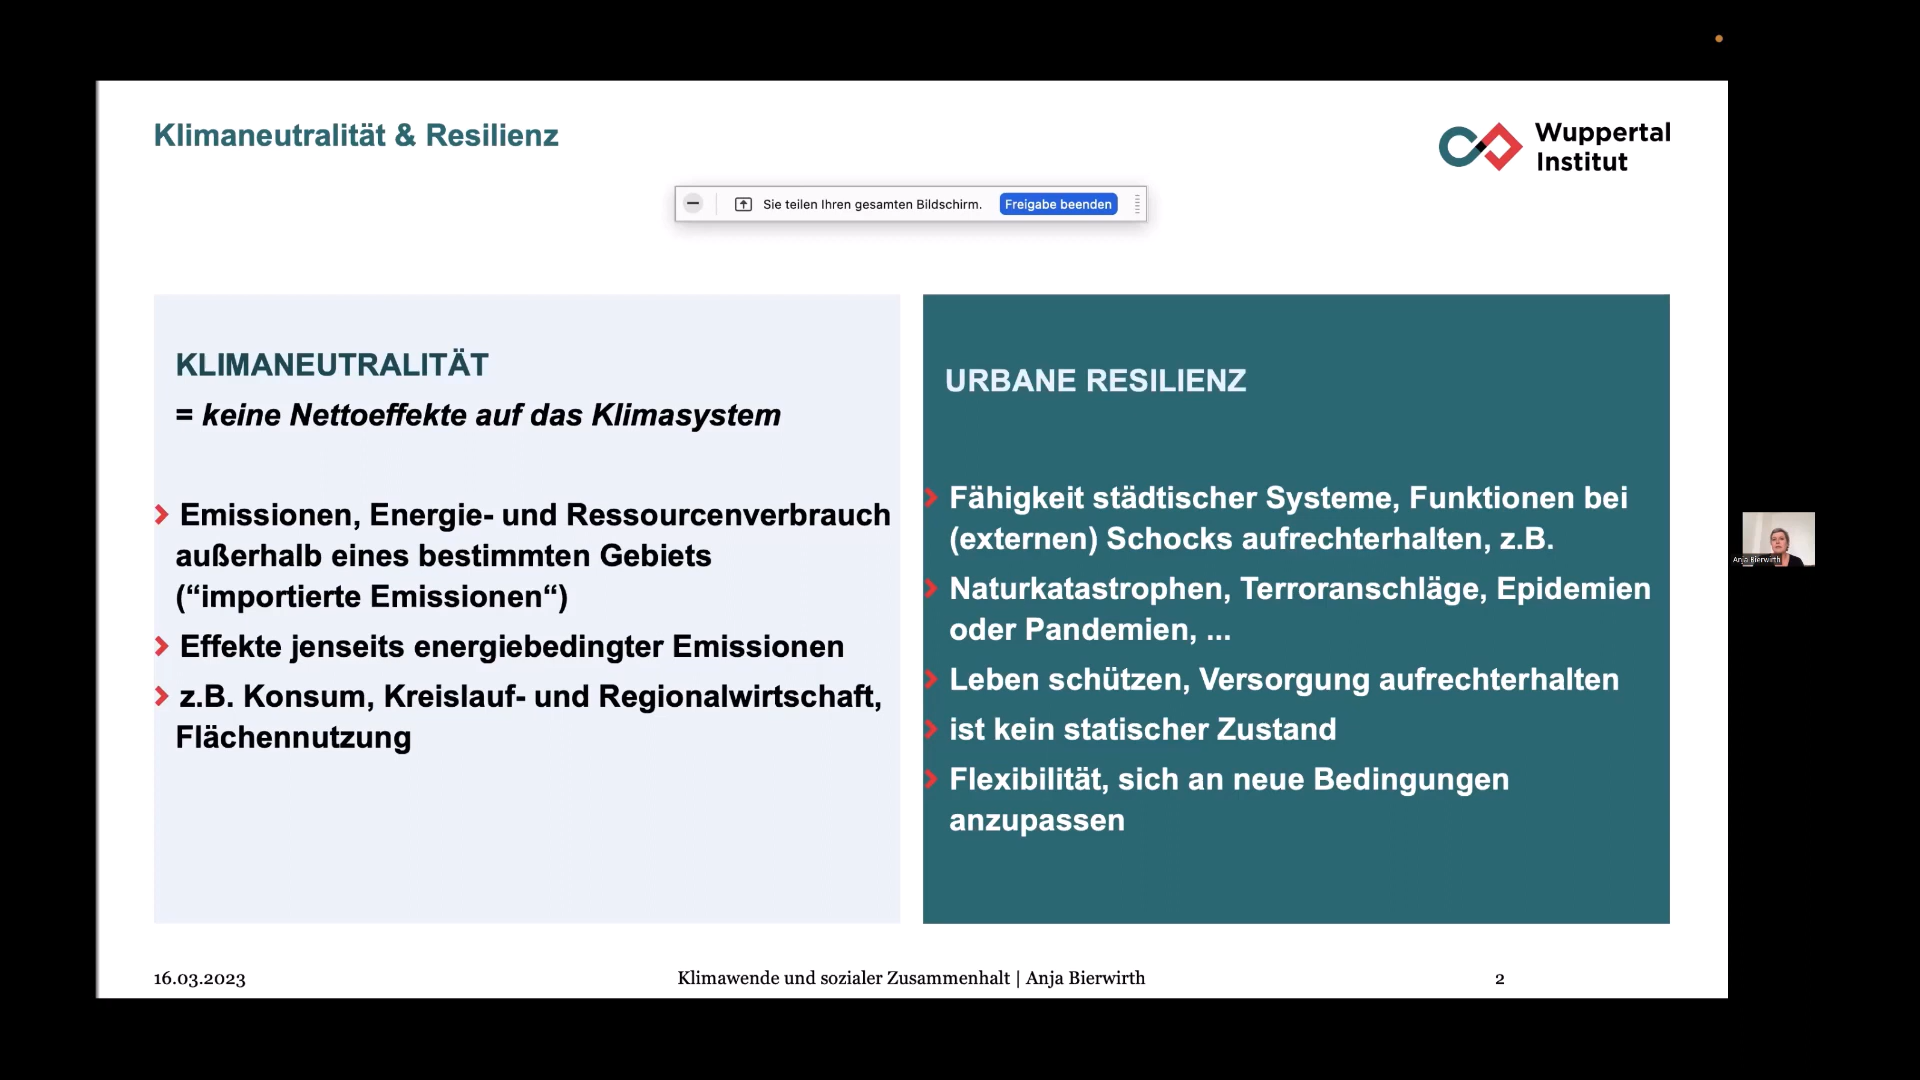 Klimaneutralität & Resilienz
Wuppertal
Institut
Sie teilen Ihren gesamten Bildschirm.
Freigabe beenden
KLIMANEUTRALITÄT
= keine Nettoeffekte auf das Klimasystem
Emissionen, Energie- und Ressourcenverbrauch
außerhalb eines bestimmten Gebiets
(“importierte Emissionen“)
Effekte jenseits energiebedingter Emissionen
z.B. Konsum, Kreislauf- und Regionalwirtschaft,
Flächennutzung
URBANE RESILIENZ
Fähigkeit städtischer Systeme, Funktionen bei
(externen) Schocks aufrechterhalten, z.B.
Naturkatastrophen, Terroranschläge, Epidemien
oder Pandemien, ...
Leben schützen, Versorgung aufrechterhalten
ist kein statischer Zustand
Flexibilität, sich an neue Bedingungen
anzupassen
Anja Bierwirth
16.03.2023
Klimawende und sozialer Zusammenhalt | Anja Bierwirth
2